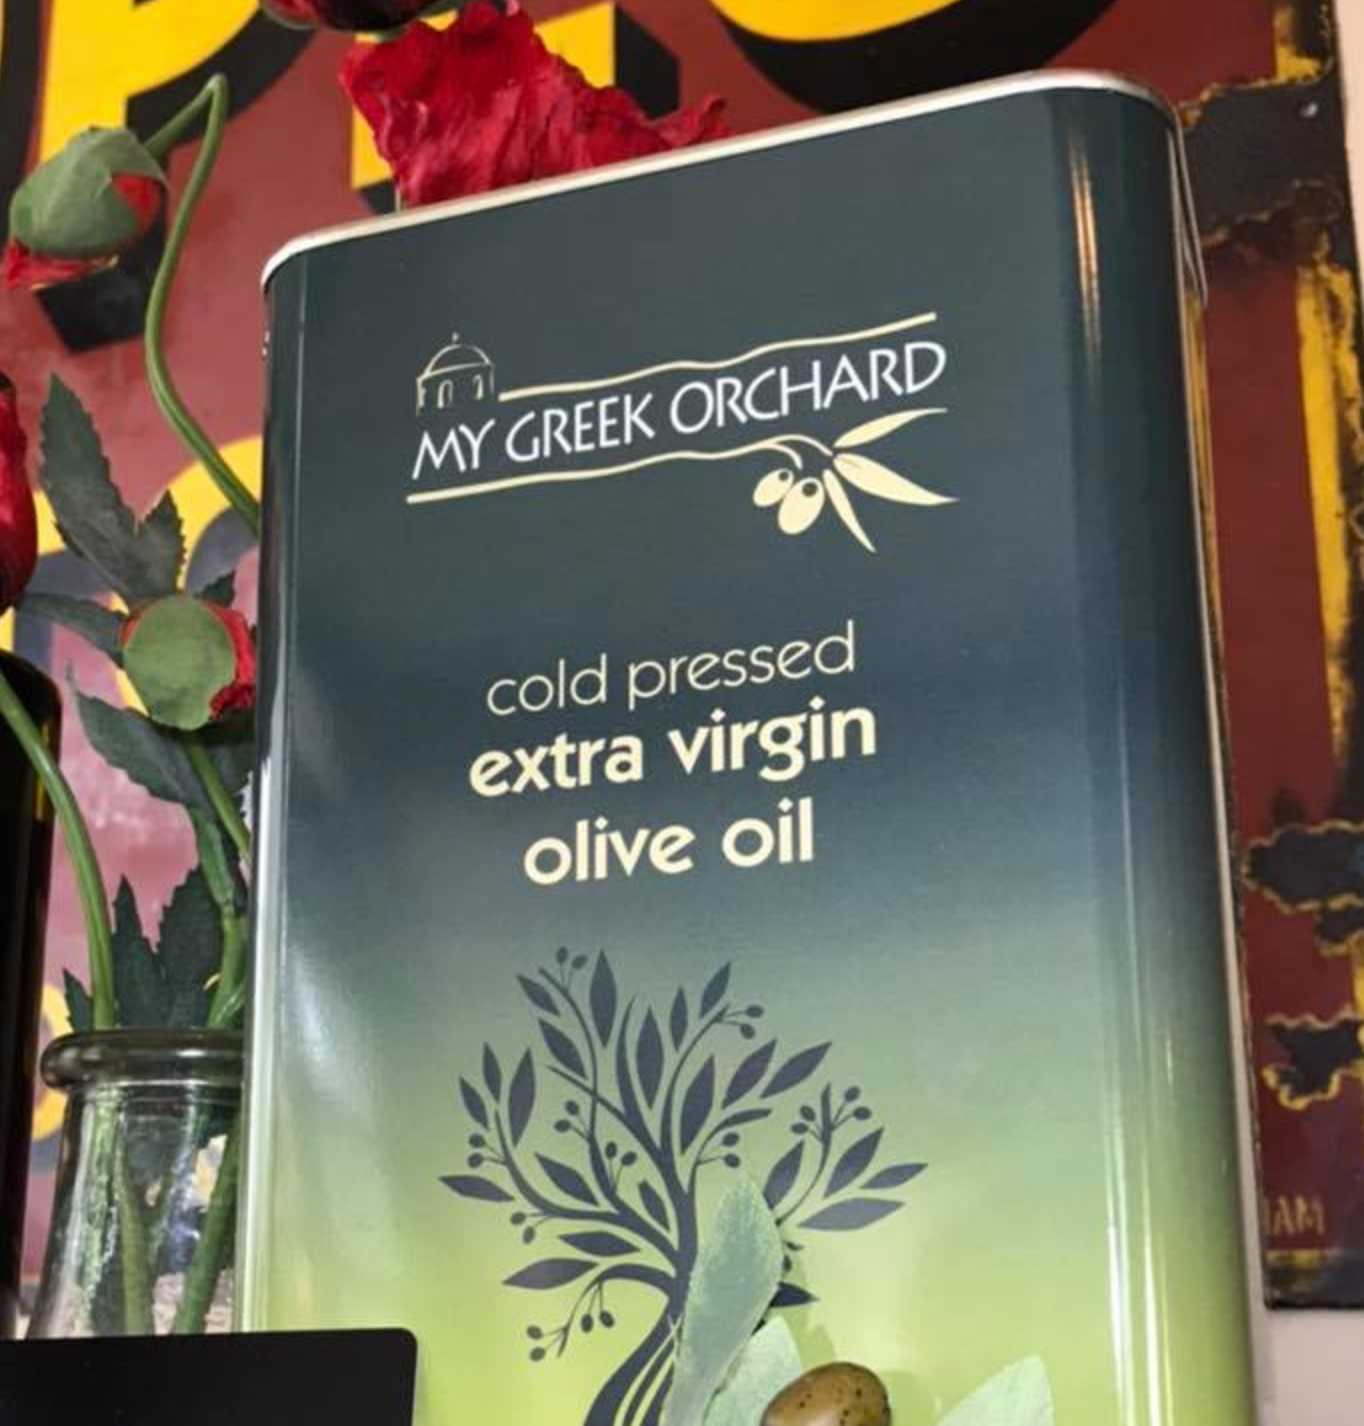 MY GREEK ORCHARD
cold pressed
extra virgin
olive oil